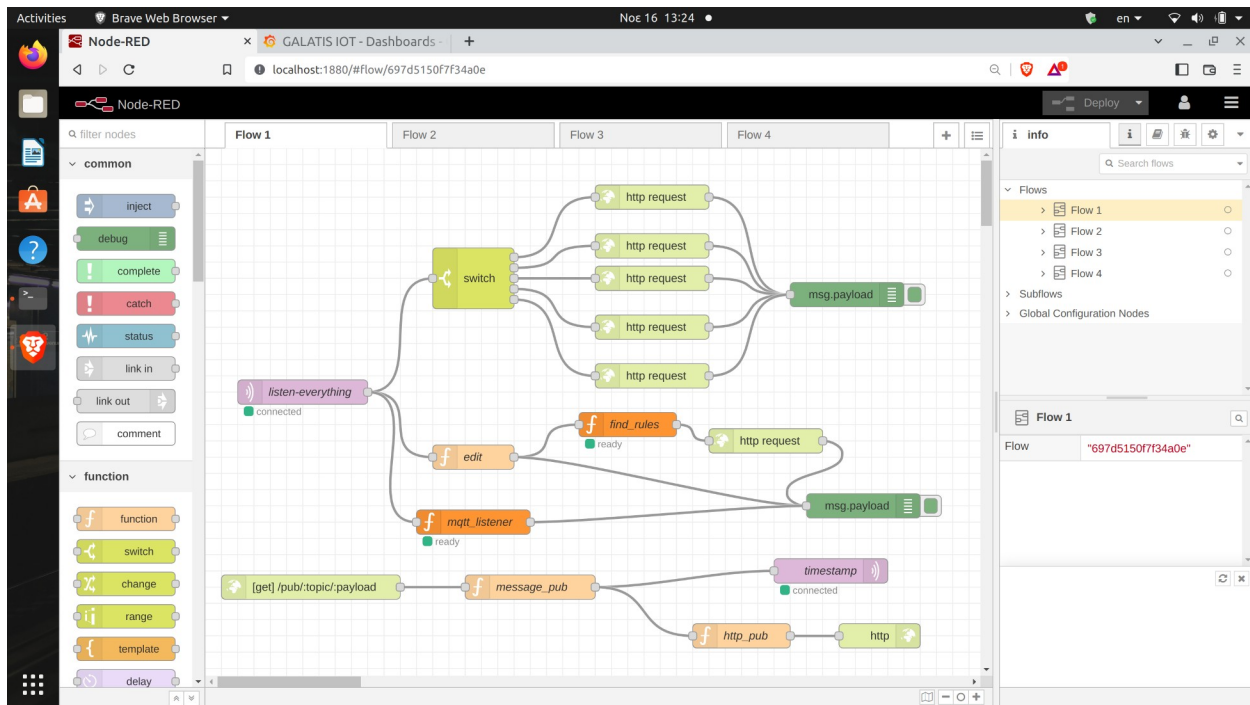 Activities
Brave Web Browser
Νοε 16 13:24
en
Node-RED
GALATIS IOT - Dashboards -
localhost:1880/#flow/697d5150f7f34a0e
Node-RED
Deploy
filter nodes
Flow 1
Flow 2
Flow 3
Flow 4
i info
Search flows
common
inject
debug
complete
catch
status
link in
link out
comment
function
function
switch
change
range
template
delay
http request
http request
switch
http request
msg.payload
http request
http request
listen-everything
connected
find_rules
ready
http request
edit
msg.payload
mqtt_listener
ready
timestamp
connected
[get] /pub/:topic/:payload
message_pub
http_pub
http
Flows
Flow 1
Flow 2
Flow 3
Flow 4
Subflows
Global Configuration Nodes
Flow 1
Flow "697d5150f7f34a0e"